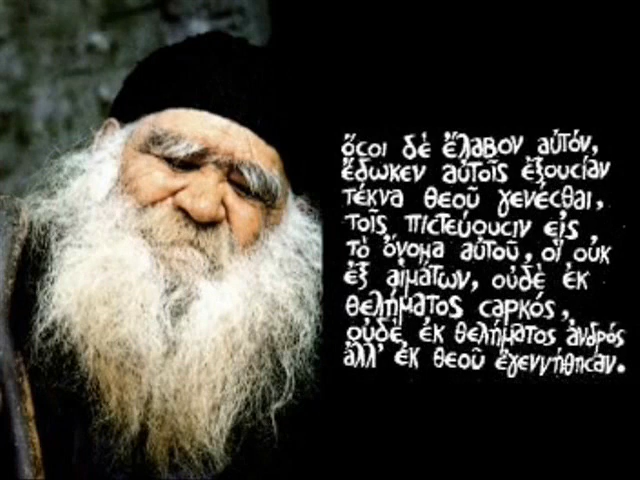 ὅσοι δὲ ἔλαβον αὐτόν,
ἔδωκεν αὐτοῖς ἐξουσίαν
τέκνα θεοῦ γενέσθαι,
τοῖς πιστεύουσιν εἰς
τὸ ὄνομα αὐτοῦ, οἳ οὐκ
ἐξ αἱμάτων, οὐδὲ ἐκ
θελήματος σαρκός,
οὐδὲ ἐκ θελήματος ἀνδρός
ἀλλ' ἐκ θεοῦ ἐγεννήθησαν.